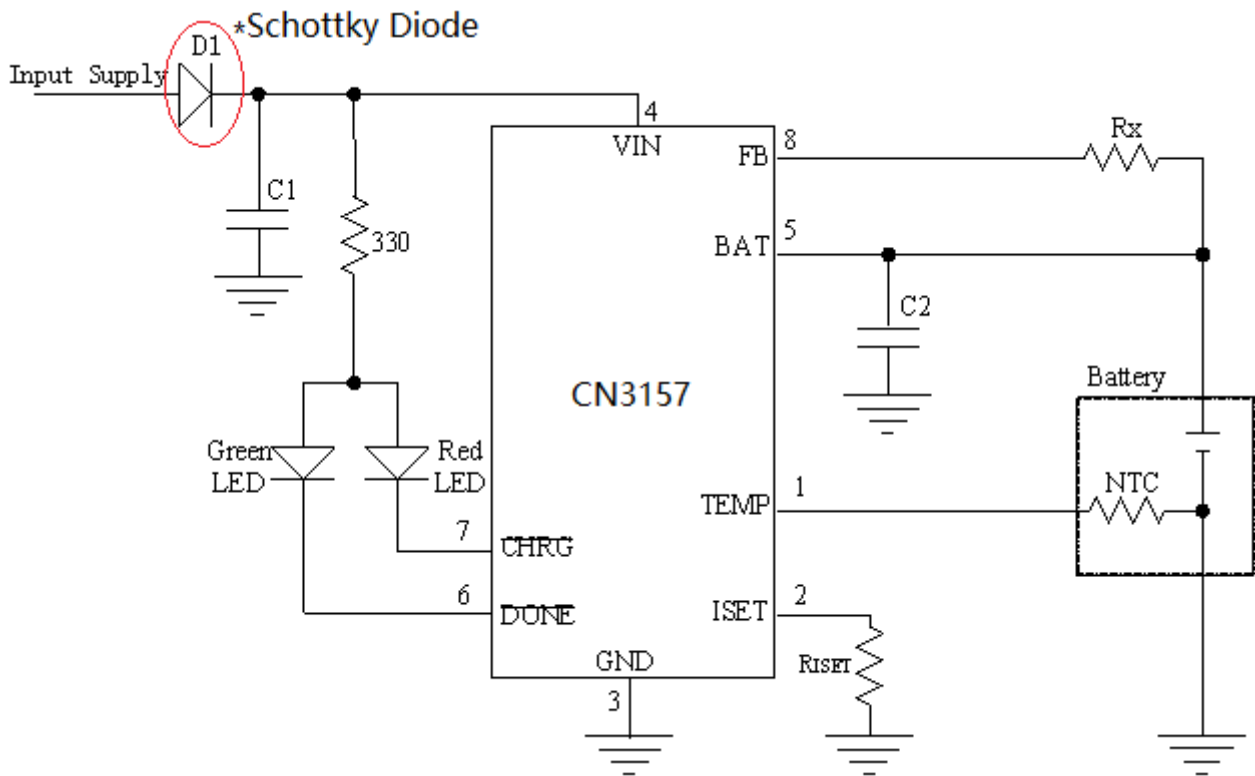 *Schottky Diode
D1
Input Supply
4
VIN
8
FB
Rx
C1
330
5
BAT
C2
CN3157
Battery
Green
LED
Red
LED
NTC
1
TEMP
7
CHRG
6
DONE
2
ISET
RISET
GND
3